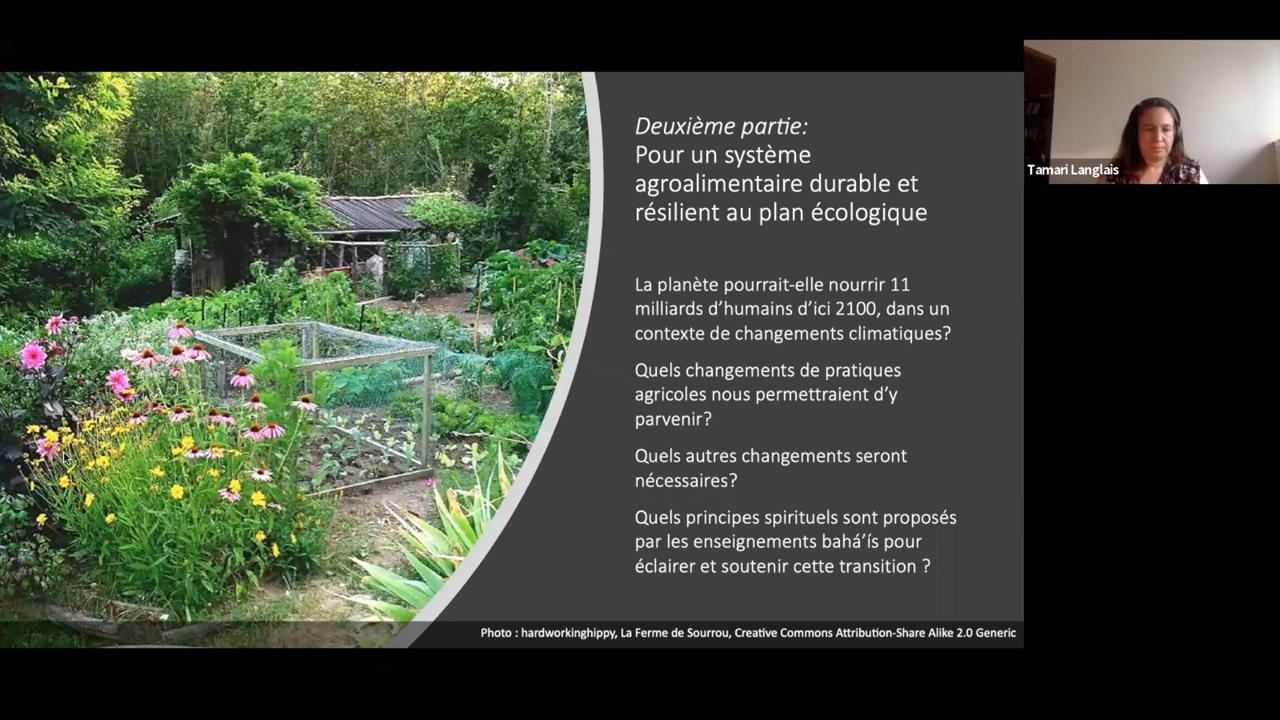 Deuxième partie:
Pour un système
agroalimentaire durable et
résilient au plan écologique
La planète pourrait-elle nourrir 11
milliards d’humains d’ici 2100, dans un
contexte de changements climatiques?
Quels changements de pratiques
agricoles nous permettraient d’y
parvenir?
Quels autres changements seront
nécessaires?
Quels principes spirituels sont proposés
par les enseignements bahá’ís pour
éclairer et soutenir cette transition ?
Photo : hardworkinghippy, La Ferme de Sourrou, Creative Commons Attribution-Share Alike 2.0 Generic
Tamari Langlais